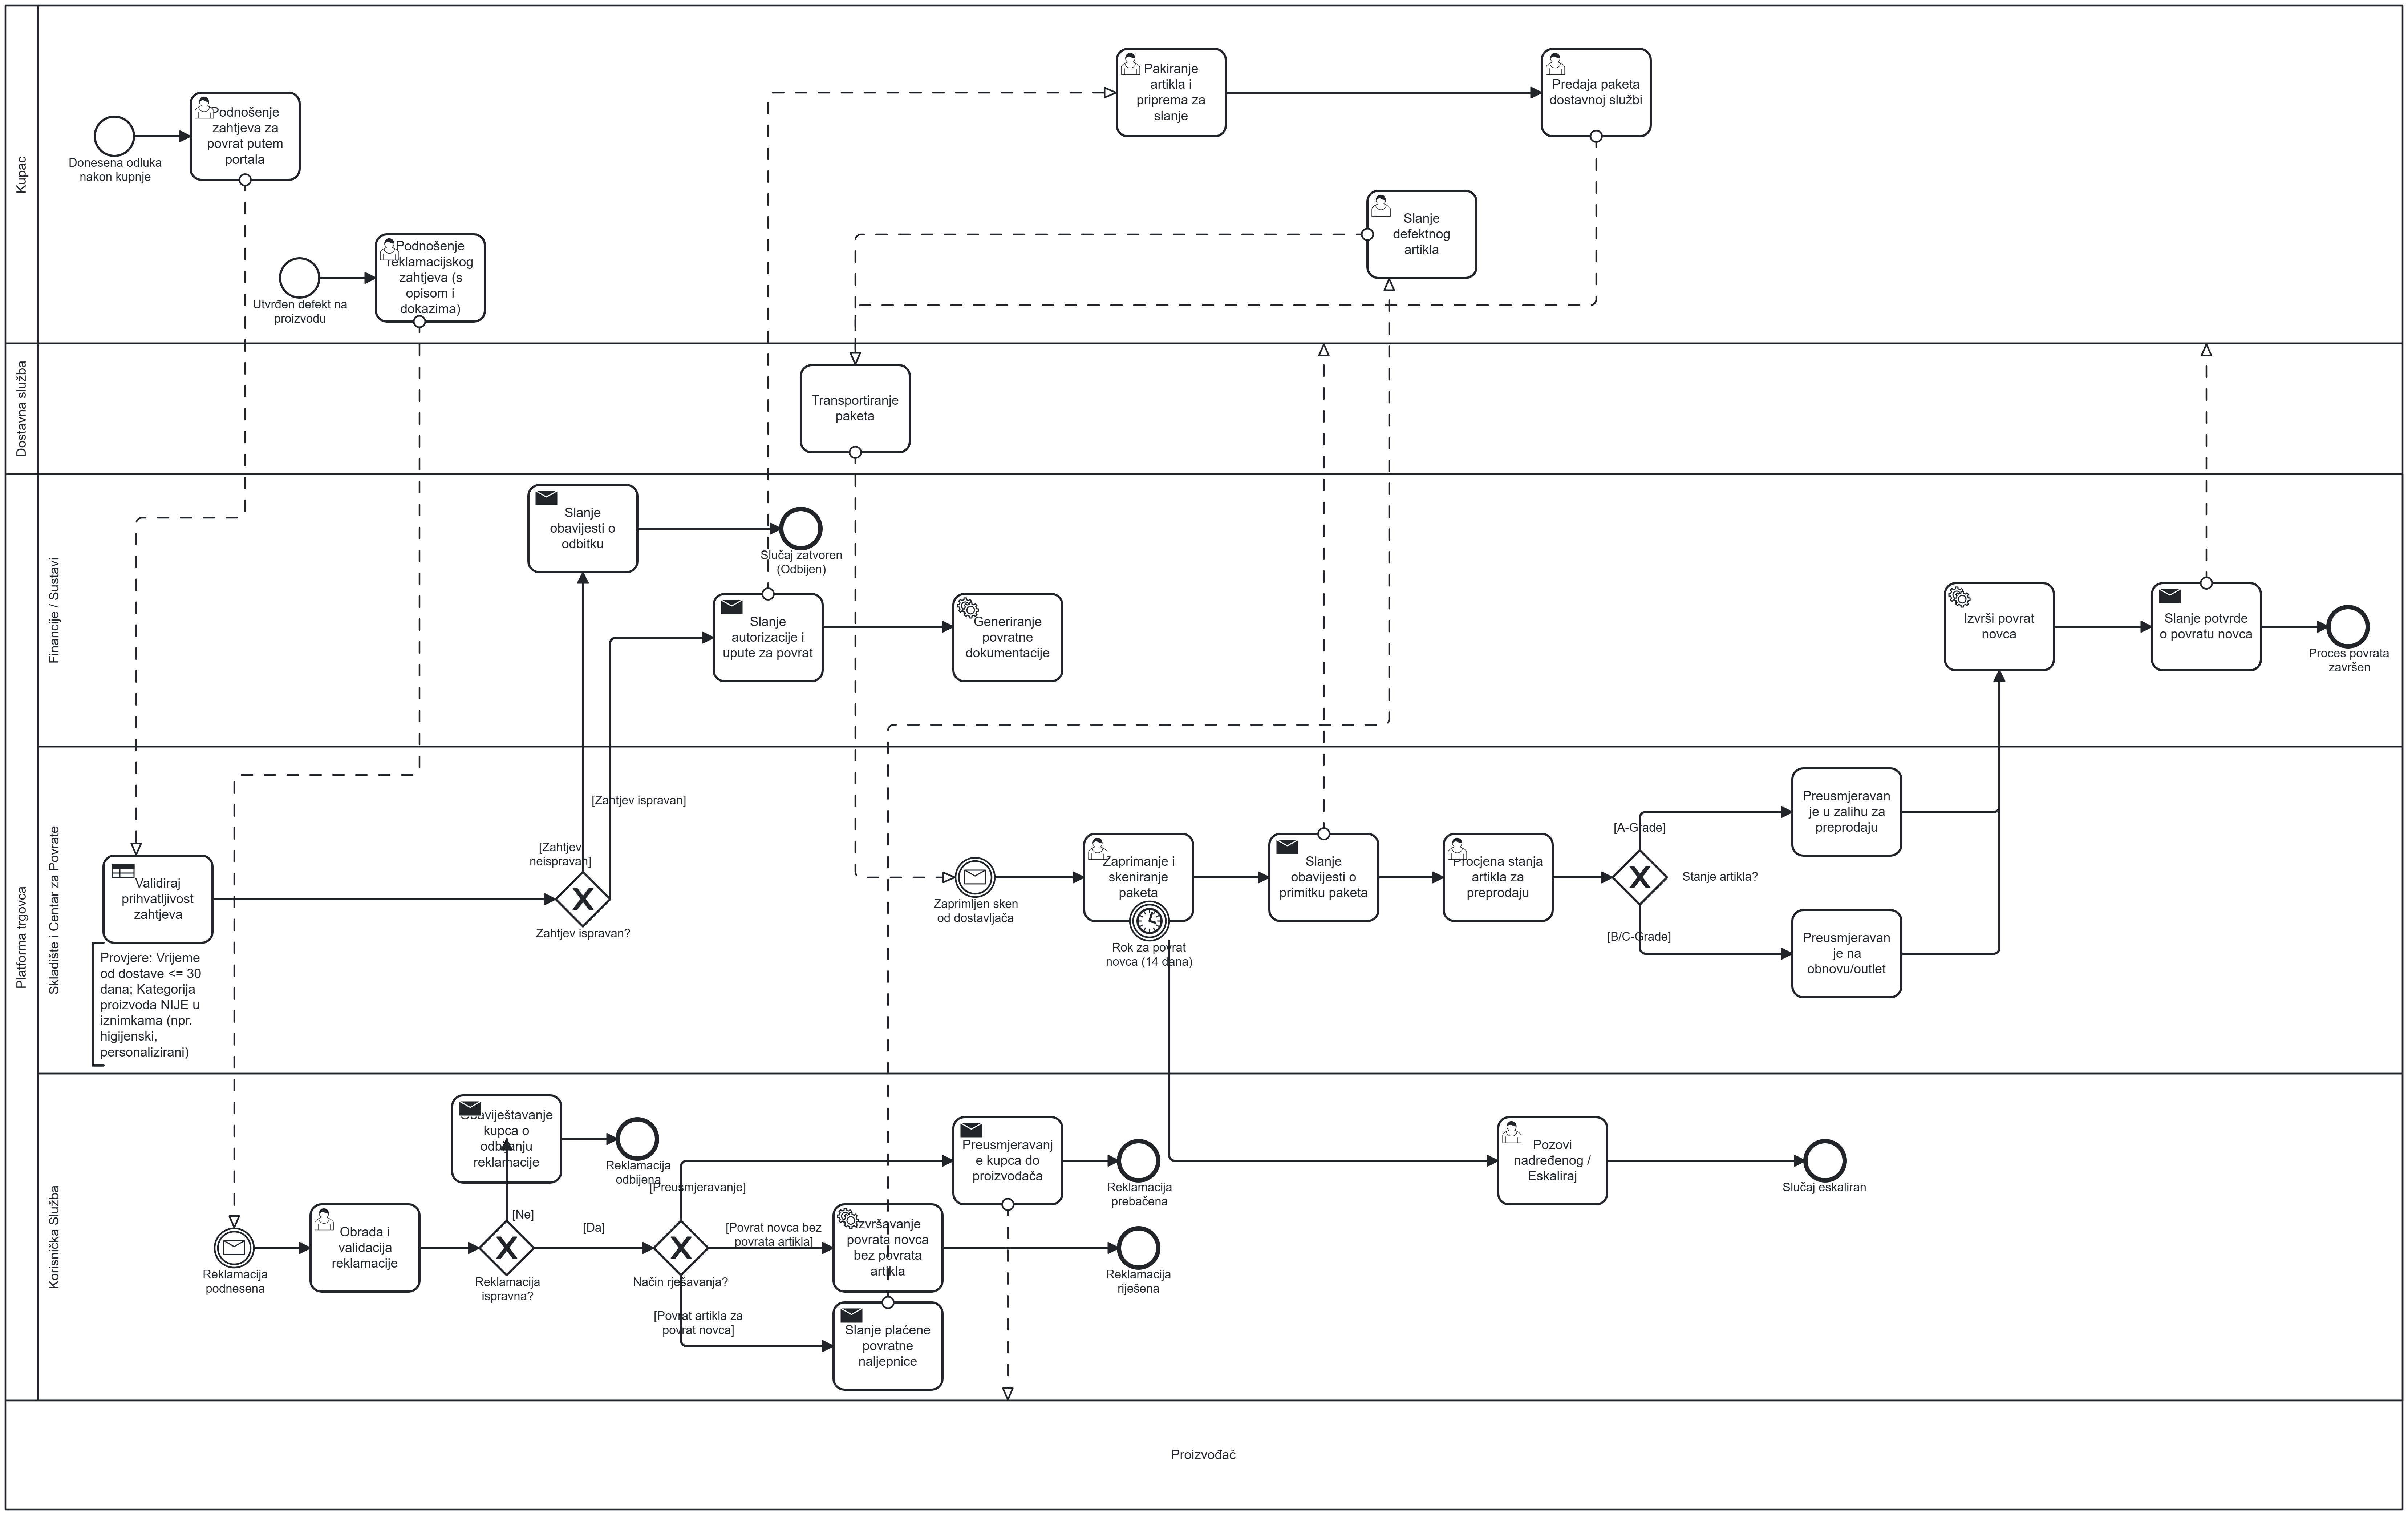 Kupac
Donesena odluka
nakon kupnje
Podnošenje
zahtjeva za
povrat putem
portala
Utvrđen defekt na
proizvodu
Podnošenje
reklamacijskog
zahtjeva (s
opisom i
dokazima)
Pakiranje
artikla i
priprema za
slanje
Predaja paketa
dostavnoj službi
Slanje
defektnog
artikla
Dostavna služba
Transportiranje
paketa
Platforma trgovca
Financije / Sustavi
Slanje
obavijesti o
odbitku
Slučaj zatvoren
(Odbijen)
Slanje
autorizacije i
upute za povrat
Generiranje
povratne
dokumentacije
Izvrši povrat
novca
Slanje potvrde
o povratu novca
Proces povrata
završen
Skladište i Centar za Povrate
Validiraj
prihvatljivost
zahtjeva
Provjere: Vrijeme
od dostave <= 30
dana; Kategorija
proizvoda NIJE u
iznimkama (npr.
higijenski,
personalizirani)
[Zahtjev ispravan]
[Zahtjev
neispravan]
Zahtjev ispravan?
Zaprimljen sken
od dostavljača
Zaprimanje i
skeniranje
paketa
Rok za povrat
novca (14 dana)
Slanje
obavijesti o
primitku paketa
Procjena stanja
artikla za
preprodaju
[A-Grade]
Stanje artikla?
[B/C-Grade]
Preusmjeravan
je u zalihu za
preprodaju
Preusmjeravan
je na
obnovu/outlet
Korisnička Služba
Reklamacija
podnesena
Obrada i
validacija
reklamacije
Obaviještavanje
kupca o
odbijanju
reklamacije
Reklamacija
odbijena
[Ne]
Reklamacija
ispravna?
[Da]
[Preusmjeravanje]
Način rješavanja?
[Povrat novca bez
povrata artikla]
[Povrat artikla za
povrat novca]
Preusmjeravanj
e kupca do
proizvođača
Reklamacija
prebačena
Izvršavanje
povrata novca
bez povrata
artikla
Reklamacija
riješena
Slanje plaćene
povratne
naljepnice
Pozovi
nadređenog /
Eskaliraj
Slučaj eskaliran
Proizvođač